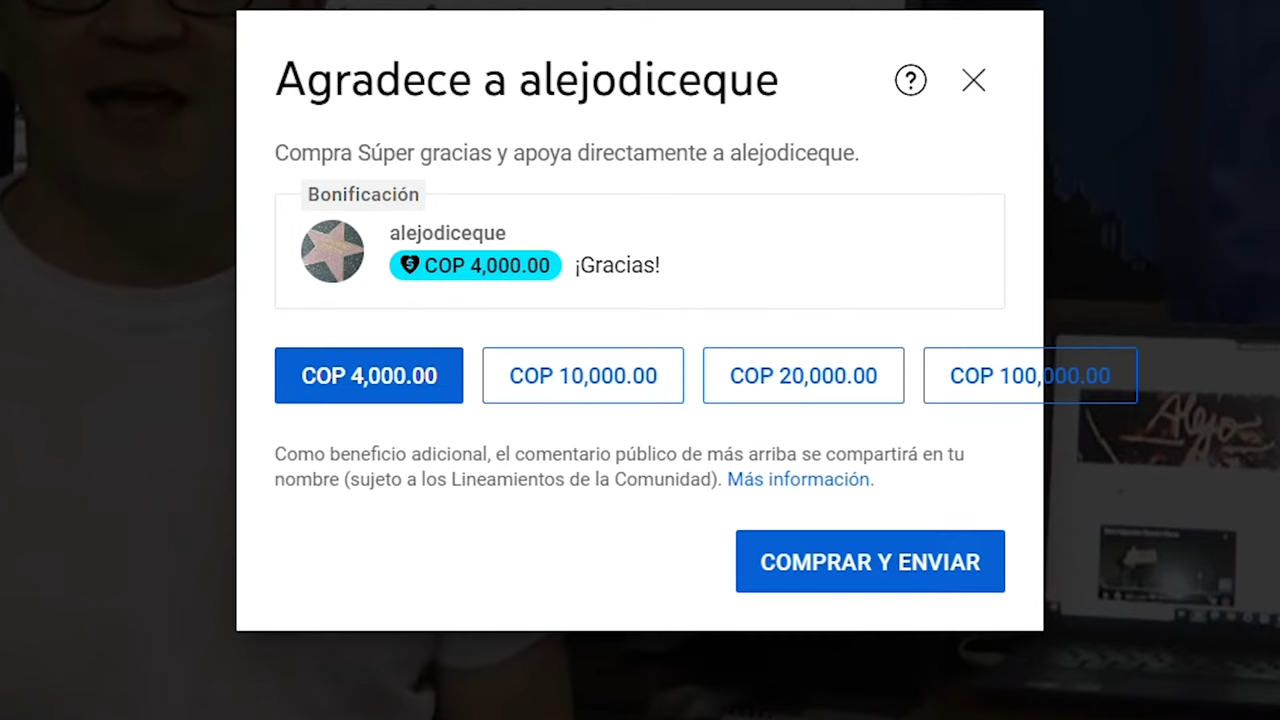 Agradece a alejodiceque
Compra Súper gracias y apoya directamente a alejodiceque.
Bonificación
alejodiceque
COP 4,000.00 ¡Gracias!
COP 4,000.00 COP 10,000.00 COP 20,000.00 COP 100,000.00
Como beneficio adicional, el comentario público de más arriba se compartirá en tu
nombre (sujeto a los Lineamientos de la Comunidad). Más información.
COMPRAR Y ENVIAR
Alejo